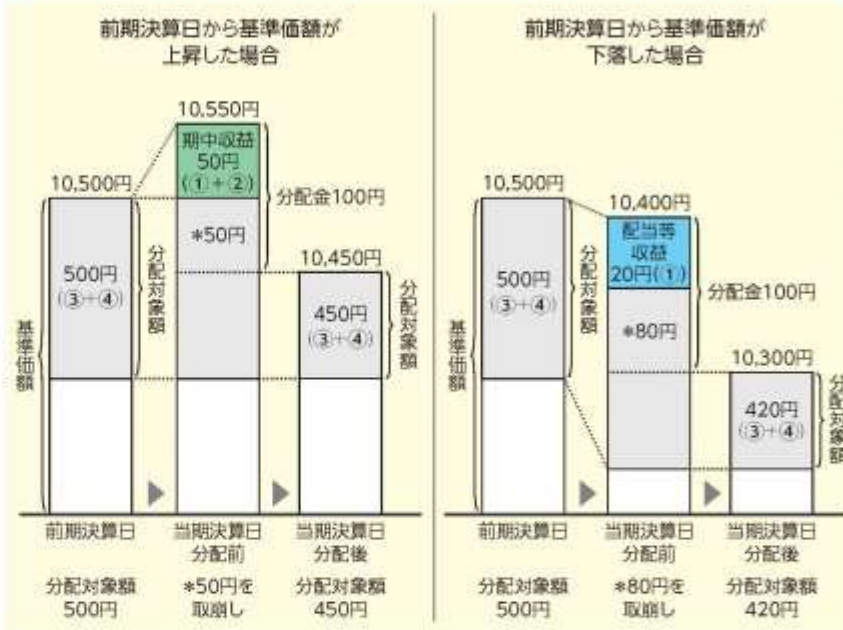 前期決算日から基準価額が
上昇した場合
10,550円
期中収益
50円
(①+②)
10,500円
分配金100円
*50円
10,450円
500円
(③+④)
分配対象額
450円
(③+④)
分配対象額
基準価額
前期決算日
当期決算日
分配前
当期決算日
分配後
分配対象額
500円
*50円を
取崩し
分配対象額
450円
前期決算日から基準価額が
下落した場合
10,500円
10,400円
配当等
収益
20円(①)
分配金100円
500円
(③+④)
分配対象額
*80円
10,300円
420円
(③+④)
分配対象額
基準価額
前期決算日
当期決算日
分配前
当期決算日
分配後
分配対象額
500円
*80円を
取崩し
分配対象額
420円